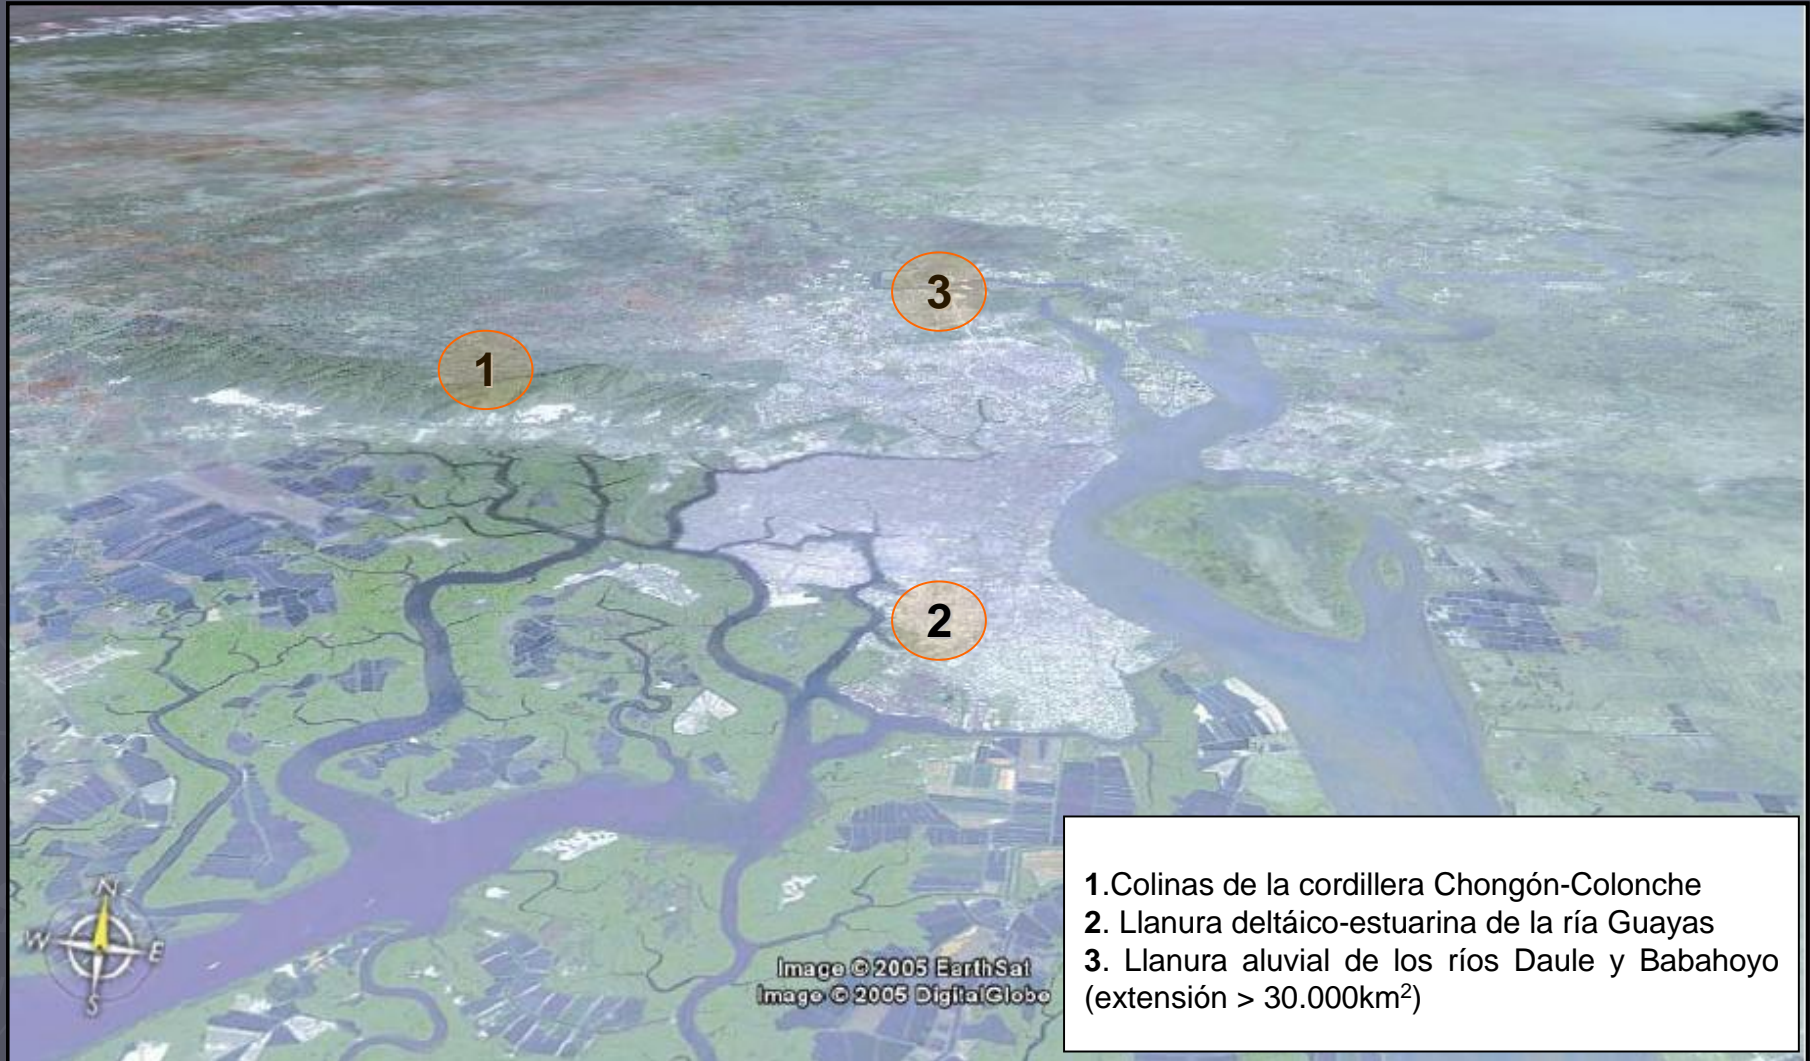 3
1
2
N
W
E
S
Image © 2005 EarthSat
Image © 2005 DigitalGlobe
1.Colinas de la cordillera Chongón-Colonche
2. Llanura deltáico-estuarina de la ría Guayas
3. Llanura aluvial de los ríos Daule y Babahoyo
(extensión > 30.000km²)